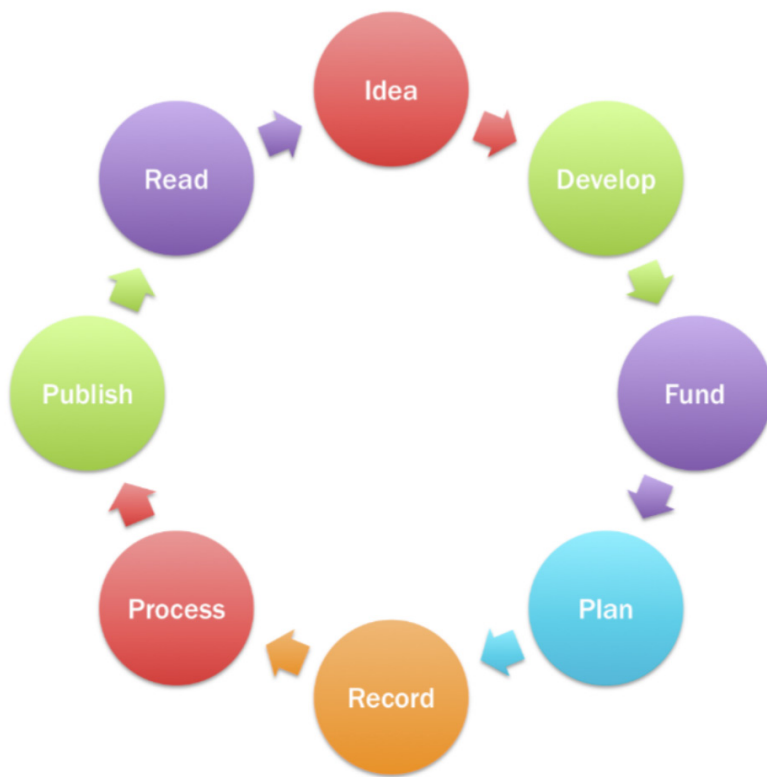 Idea
Develop
Fund
Plan
Record
Process
Publish
Read